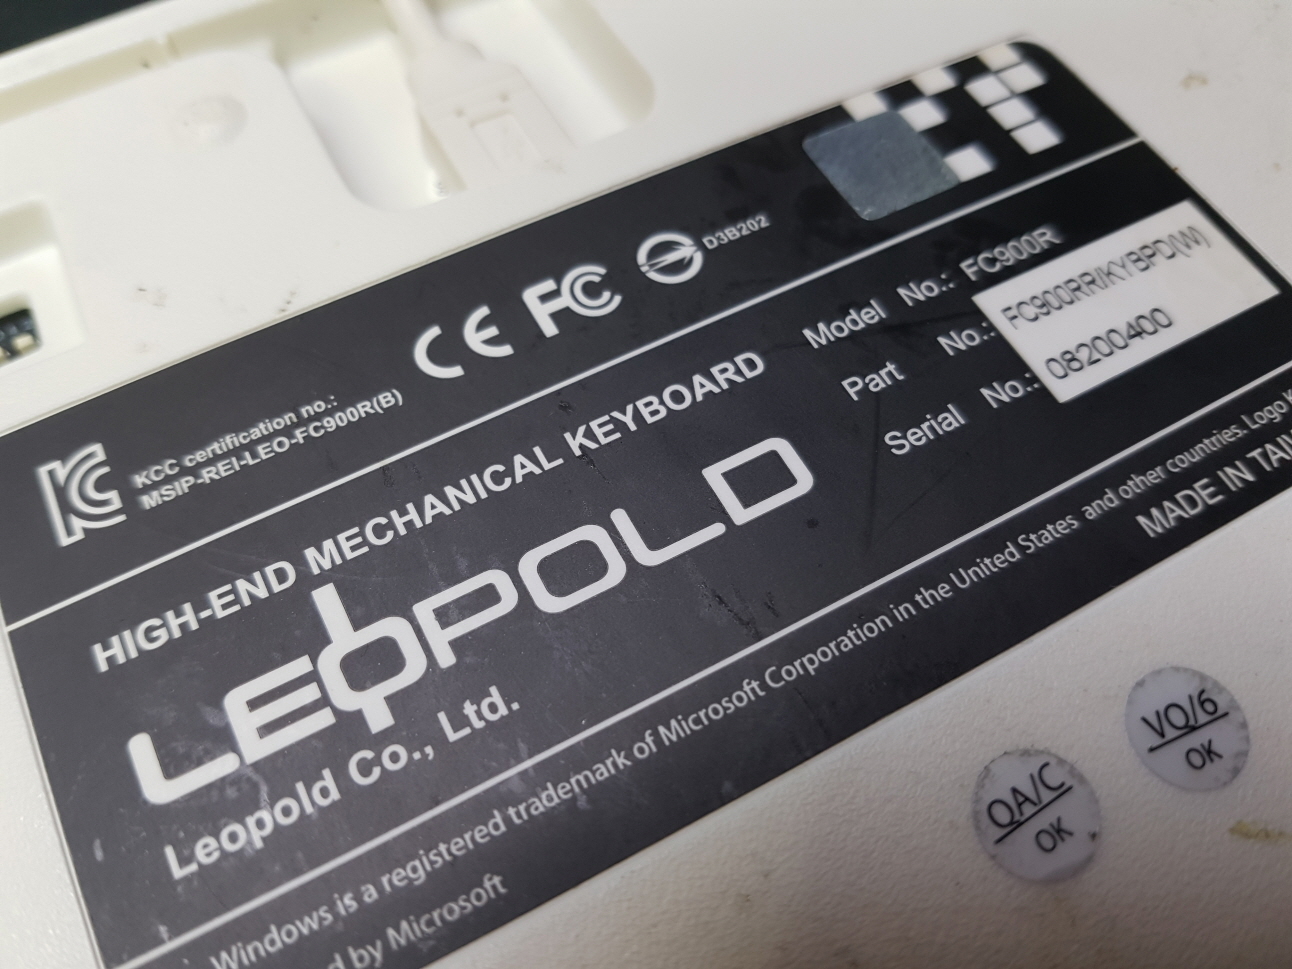 D3B202
KCC certification no.:
MSIP-REI-LEO-FC900R(B)
HIGH-END MECHANICAL KEYBOARD
LEOPOLD
Leopold Co., Ltd.
Model No.: FC900R
Part No.: FC900RR/KYBPD(W)
Serial No.: 08200400
Windows is a registered trademark of Microsoft Corporation in the United States and other countries. Logo
by Microsoft
MADE IN TAI
QA/C
OK
VQ/6
OK